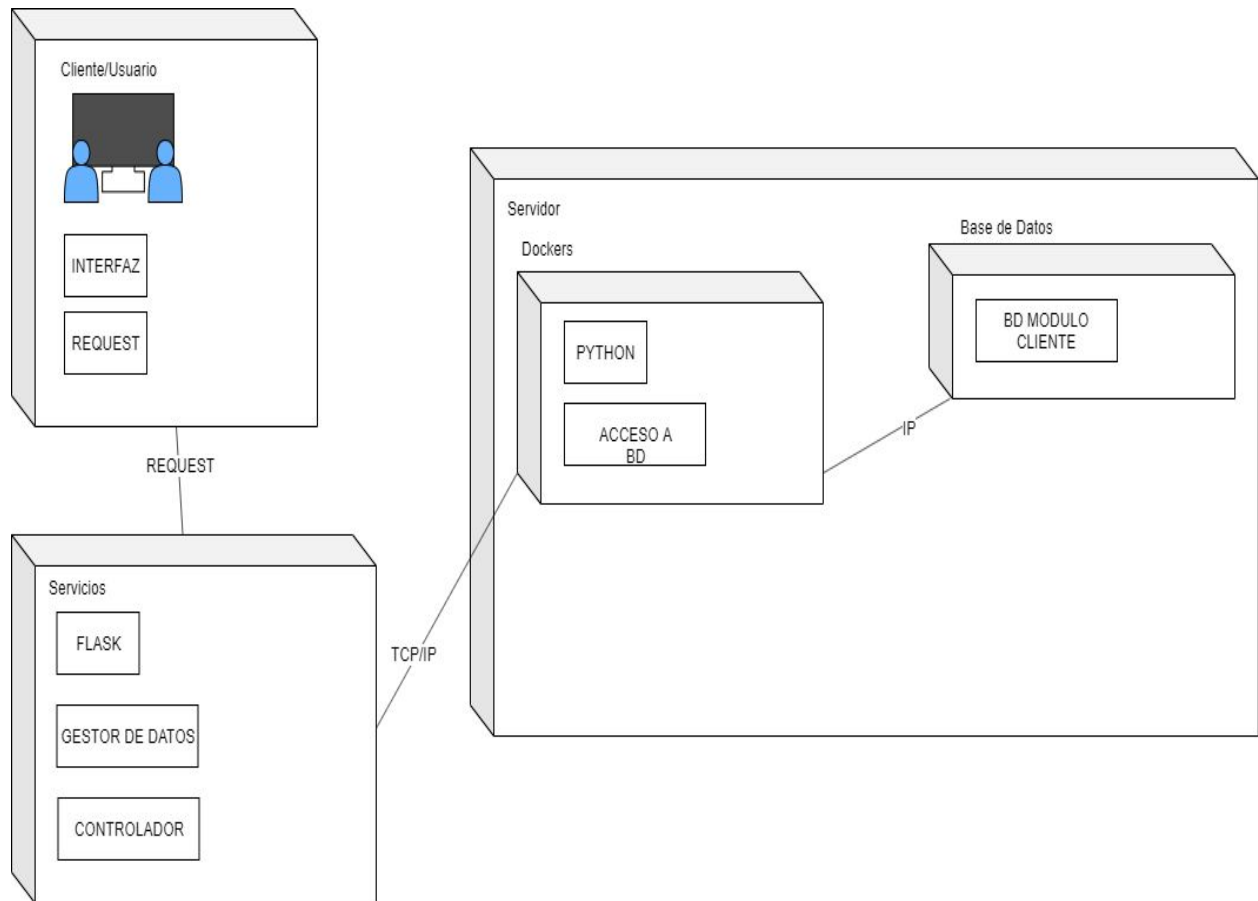 Cliente/Usuario
INTERFAZ
REQUEST
REQUEST
Servicios
FLASK
GESTOR DE DATOS
CONTROLADOR
TCP/IP
Servidor
Dockers
PYTHON
ACCESO A
BD
IP
Base de Datos
BD MODULO
CLIENTE